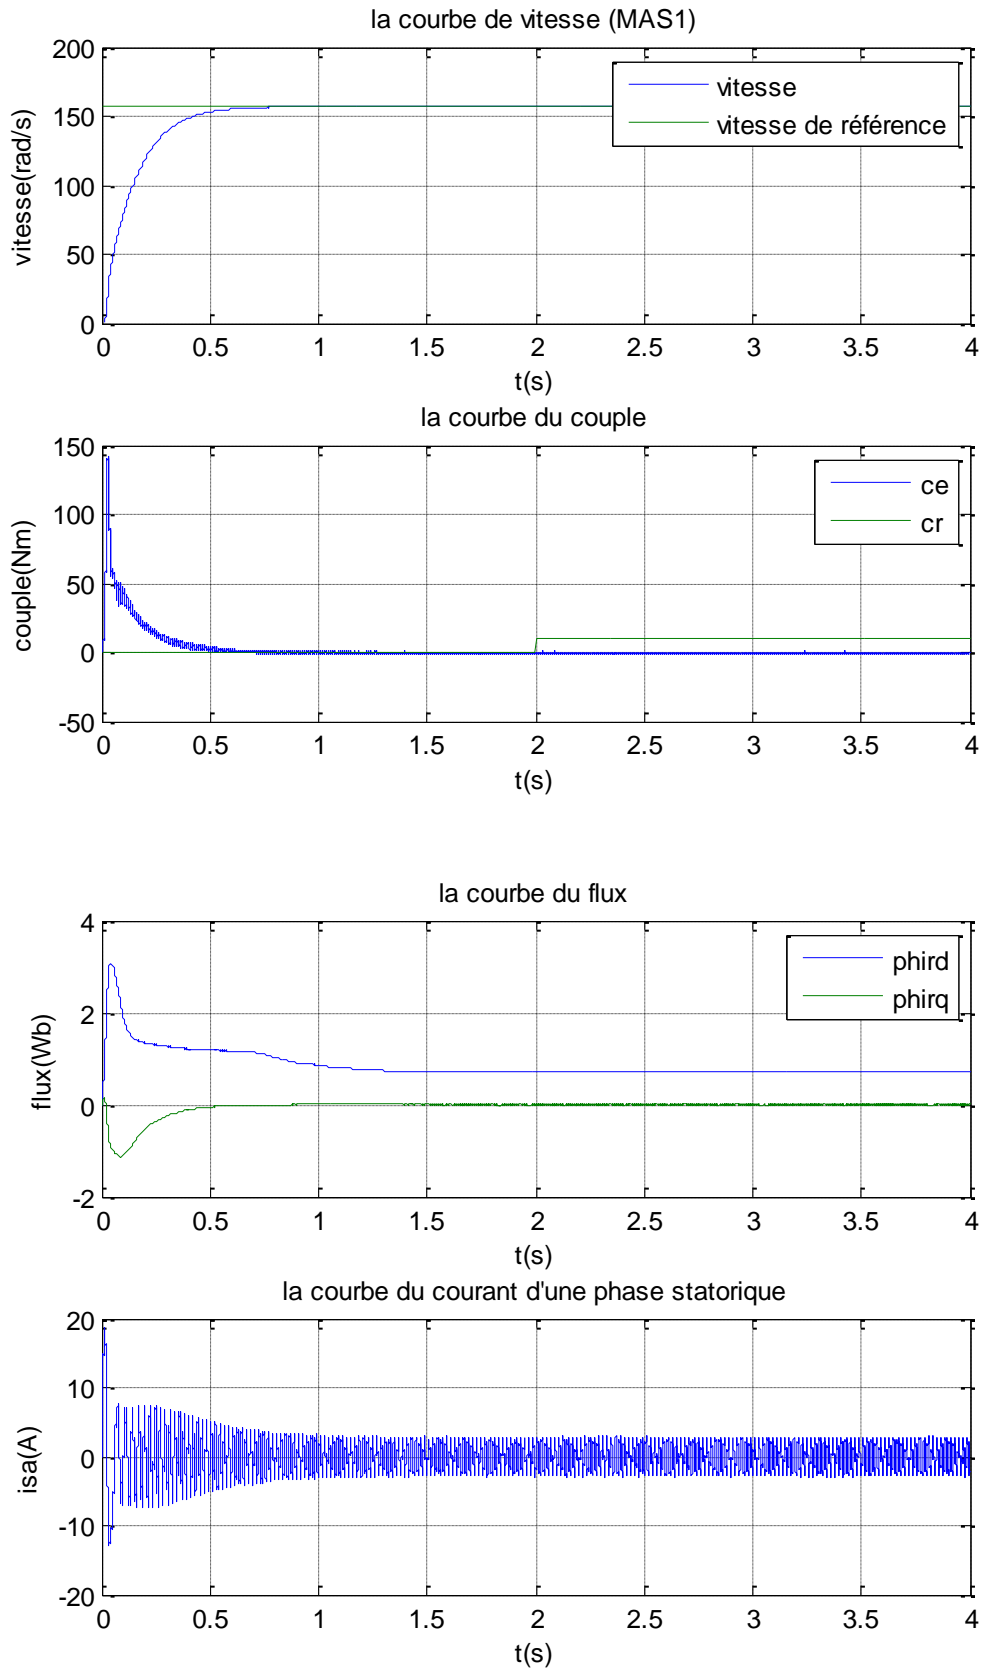 la courbe de vitesse (MAS1)
200
150
100
50
0
vitesse(rad/s)
vitesse
vitesse de référence
0 0.5 1 1.5 2 2.5 3 3.5 4
t(s)
la courbe du couple
150
100
50
0
-50
couple(Nm)
ce
cr
0 0.5 1 1.5 2 2.5 3 3.5 4
t(s)
la courbe du flux
4
2
0
-2
flux(Wb)
phird
phirq
0 0.5 1 1.5 2 2.5 3 3.5 4
t(s)
la courbe du courant d'une phase statorique
20
10
0
-10
-20
isa(A)
0 0.5 1 1.5 2 2.5 3 3.5 4
t(s)